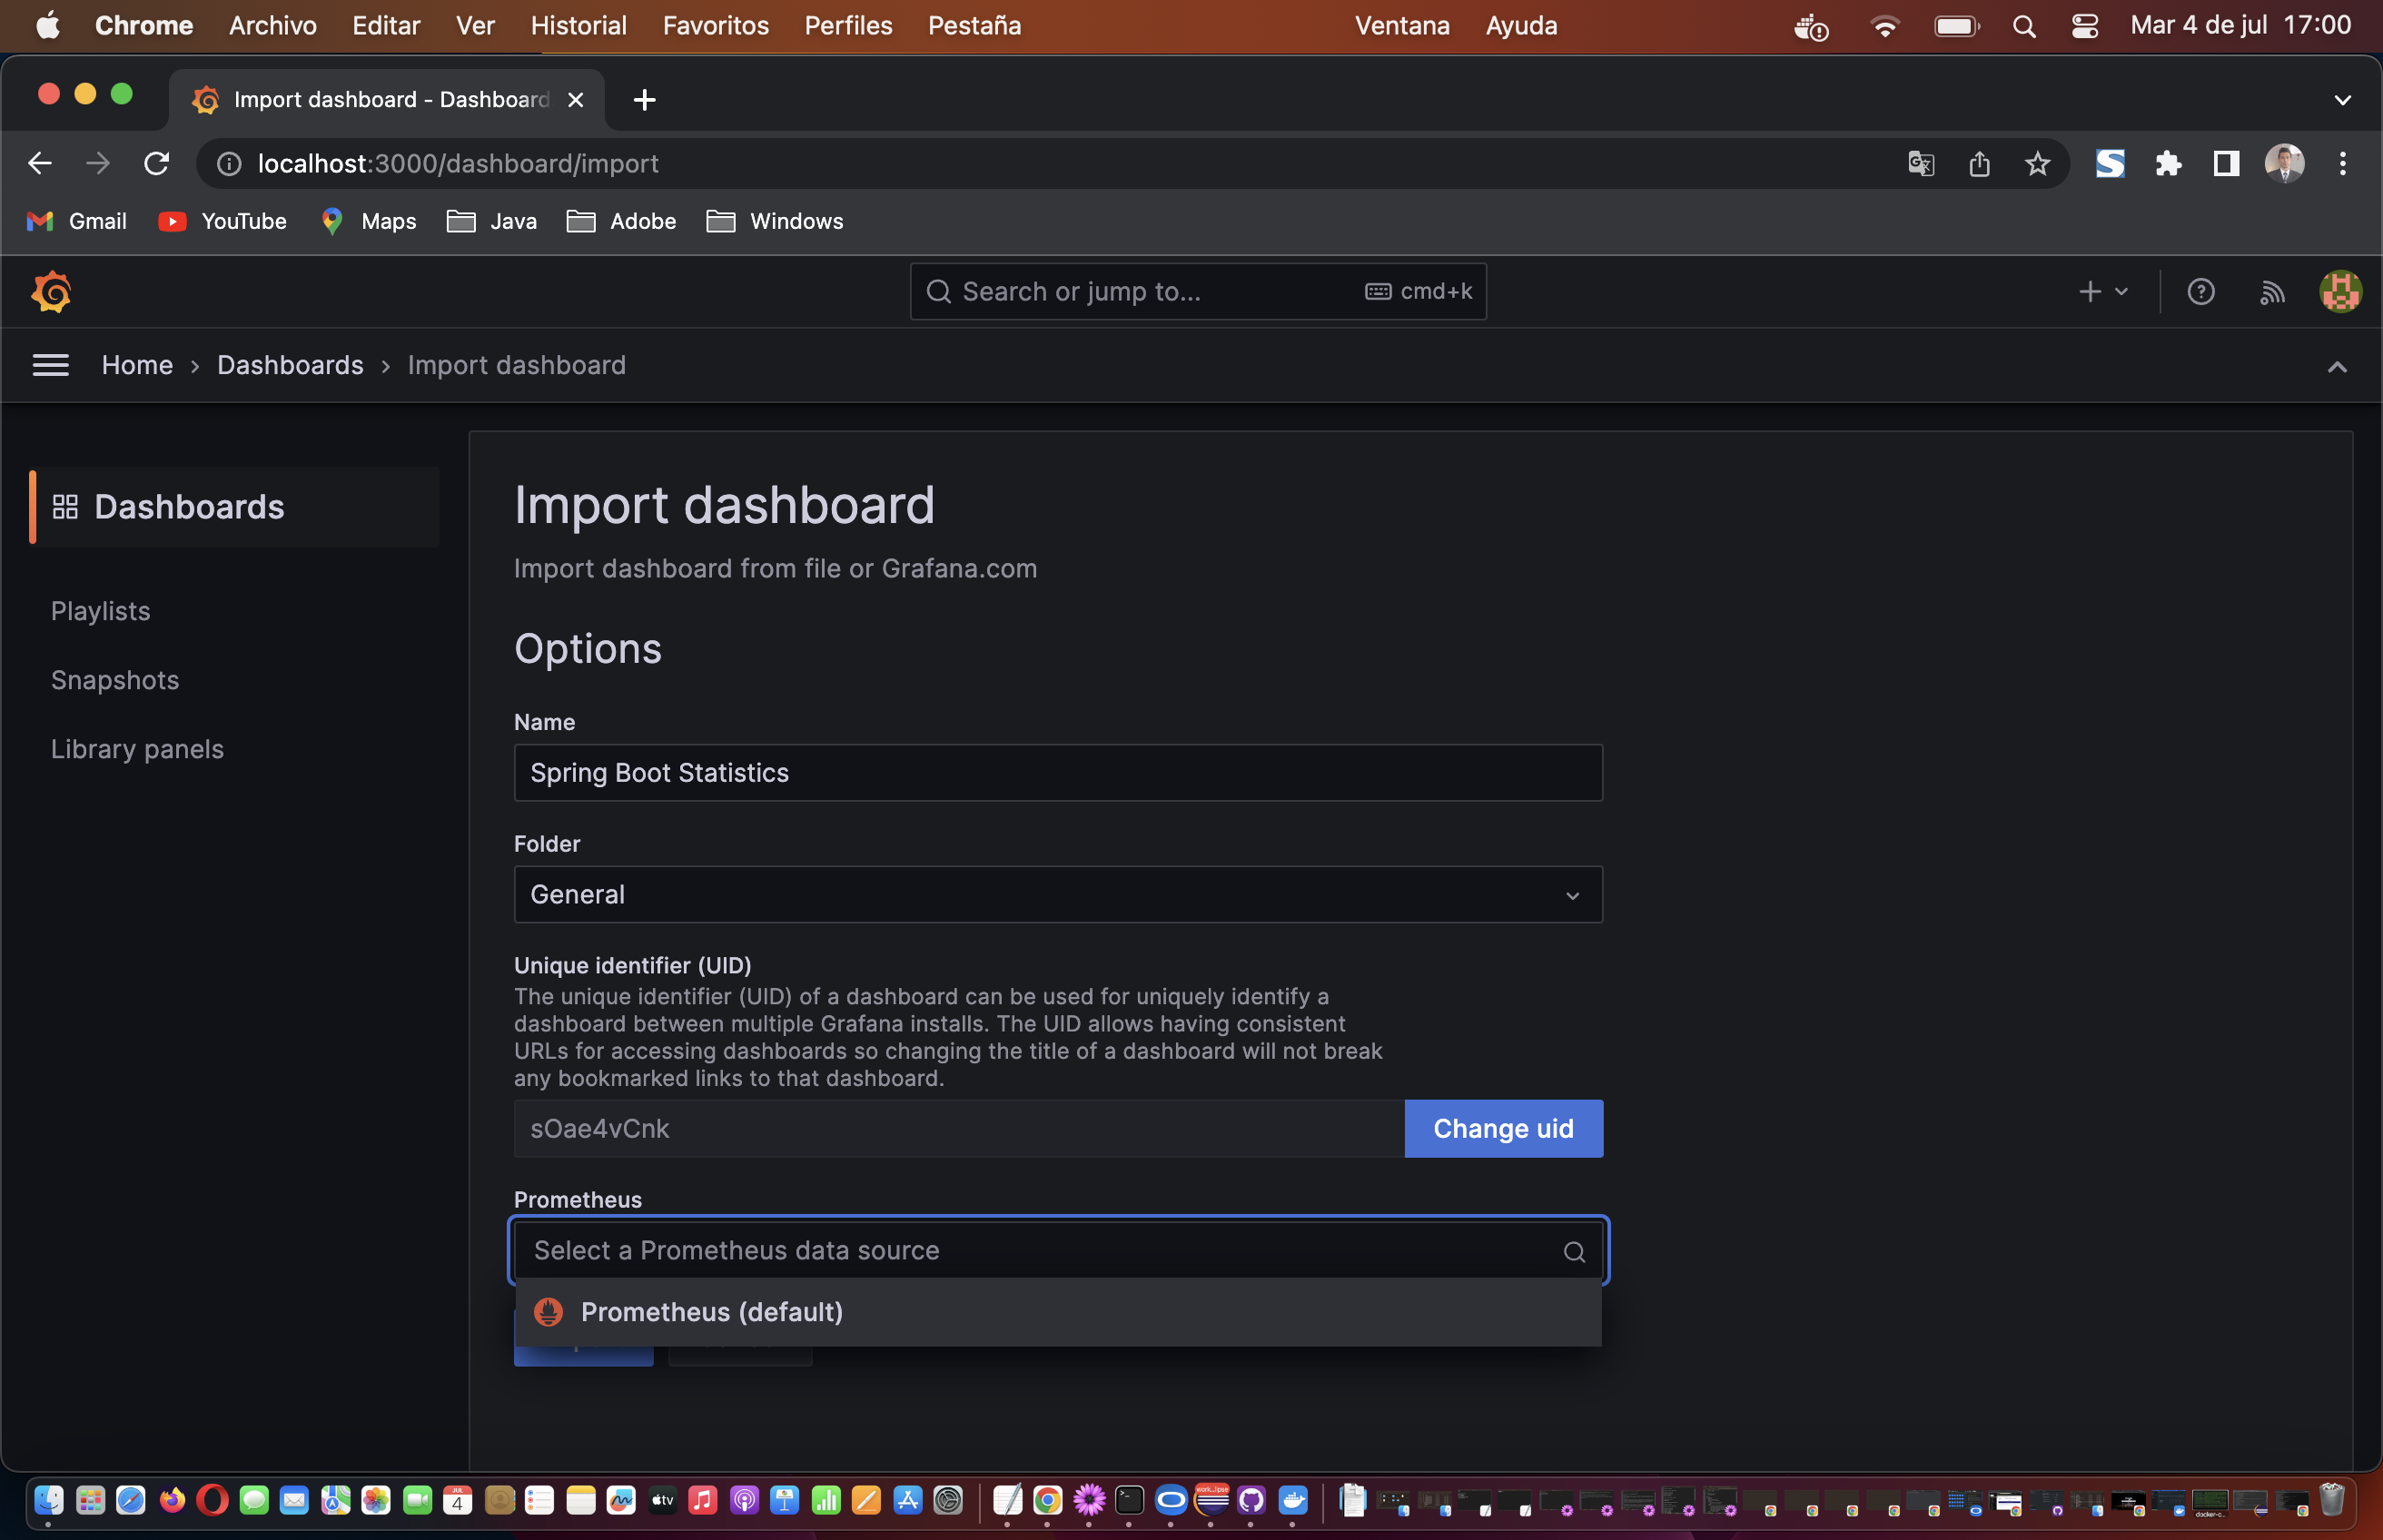 Chrome Archivo Editar Ver Historial Favoritos Perfiles Pestaña Ventana Ayuda Mar 4 de jul 17:00
Import dashboard - Dashboard
localhost:3000/dashboard/import
Gmail YouTube Maps Java Adobe Windows
Search or jump to... cmd+k
Home › Dashboards › Import dashboard
Dashboards
Playlists
Snapshots
Library panels
Import dashboard
Import dashboard from file or Grafana.com
Options
Name
Spring Boot Statistics
Folder
General
Unique identifier (UID)
The unique identifier (UID) of a dashboard can be used for uniquely identify a
dashboard between multiple Grafana installs. The UID allows having consistent
URLs for accessing dashboards so changing the title of a dashboard will not break
any bookmarked links to that dashboard.
sOae4vCnk
Change uid
Prometheus
Select a Prometheus data source
Prometheus (default)
JUL
4
tv